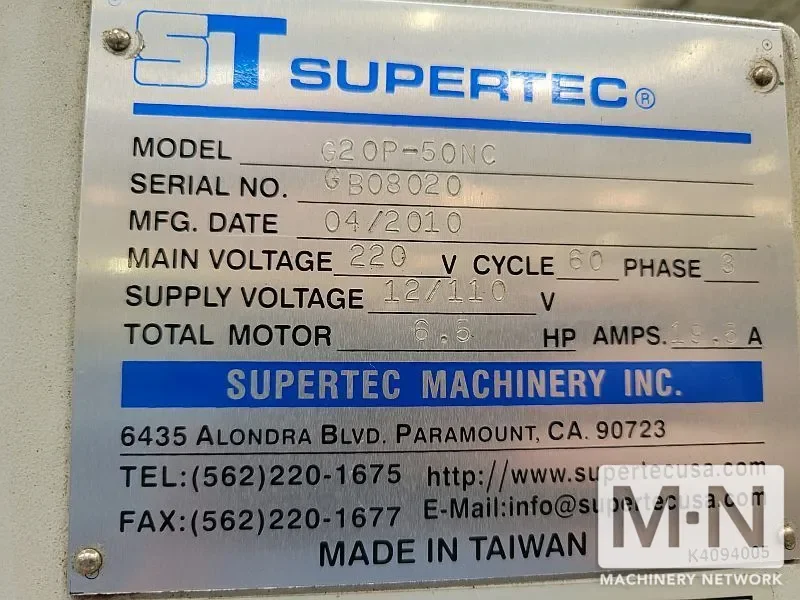 ST SUPERTEC ®
MODEL G20P-50NC
SERIAL NO. GB08020
MFG. DATE 04/2010
MAIN VOLTAGE 220 V CYCLE 60 PHASE 3
SUPPLY VOLTAGE 12/110 V
TOTAL MOTOR 6.5 HP AMPS. 19.5 A
SUPERTEC MACHINERY INC.
6435 ALONDRA BLVD. PARAMOUNT, CA. 90723
TEL:(562)220-1675 http://www.supertecusa.com
FAX:(562)220-1677 E-Mail:info@supertecusa.com
MADE IN TAIWAN
M·N
K4094005
MACHINERY NETWORK